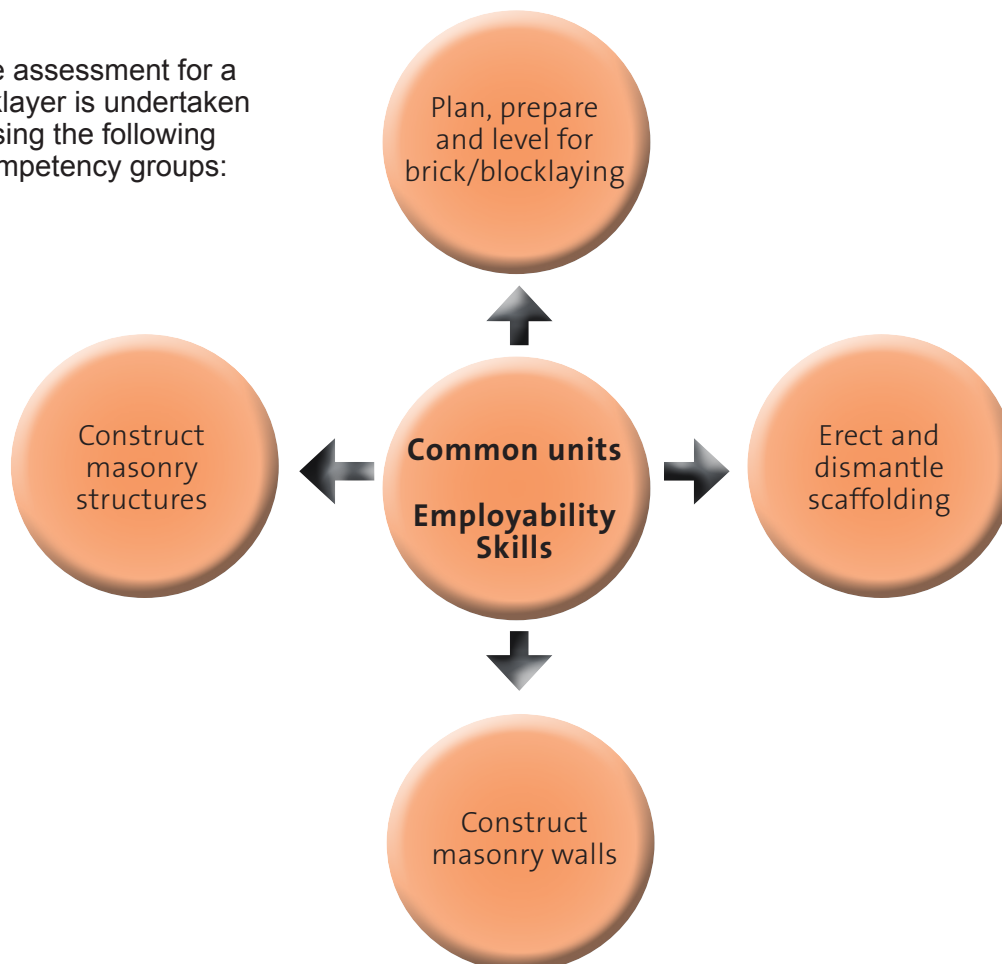 e assessment for a
klayer is undertaken
sing the following
mpetency groups:
Plan, prepare
and level for
brick/blocklaying
Construct
masonry
structures
Common units
Employability
Skills
Erect and
dismantle
scaffolding
Construct
masonry walls